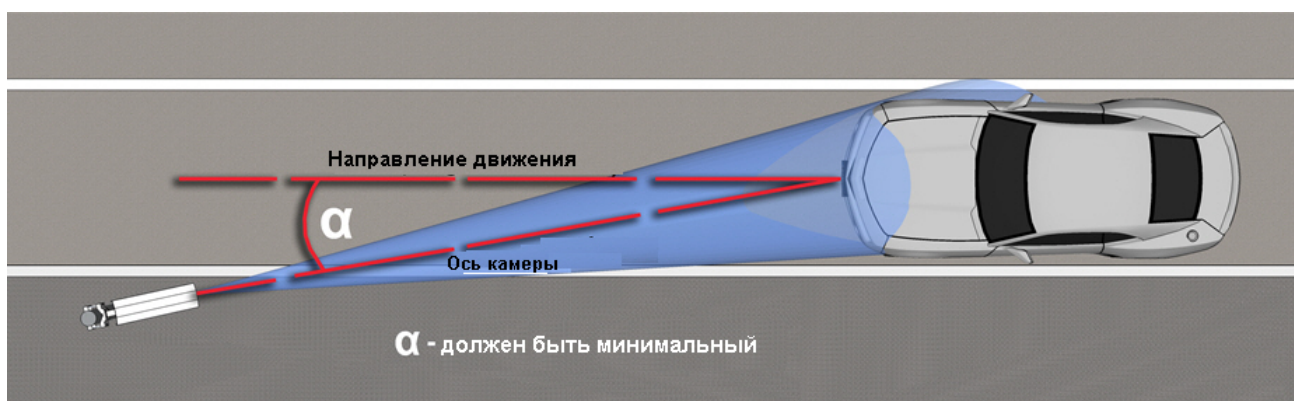 Направление движения
α
Ось камеры
α - должен быть минимальный